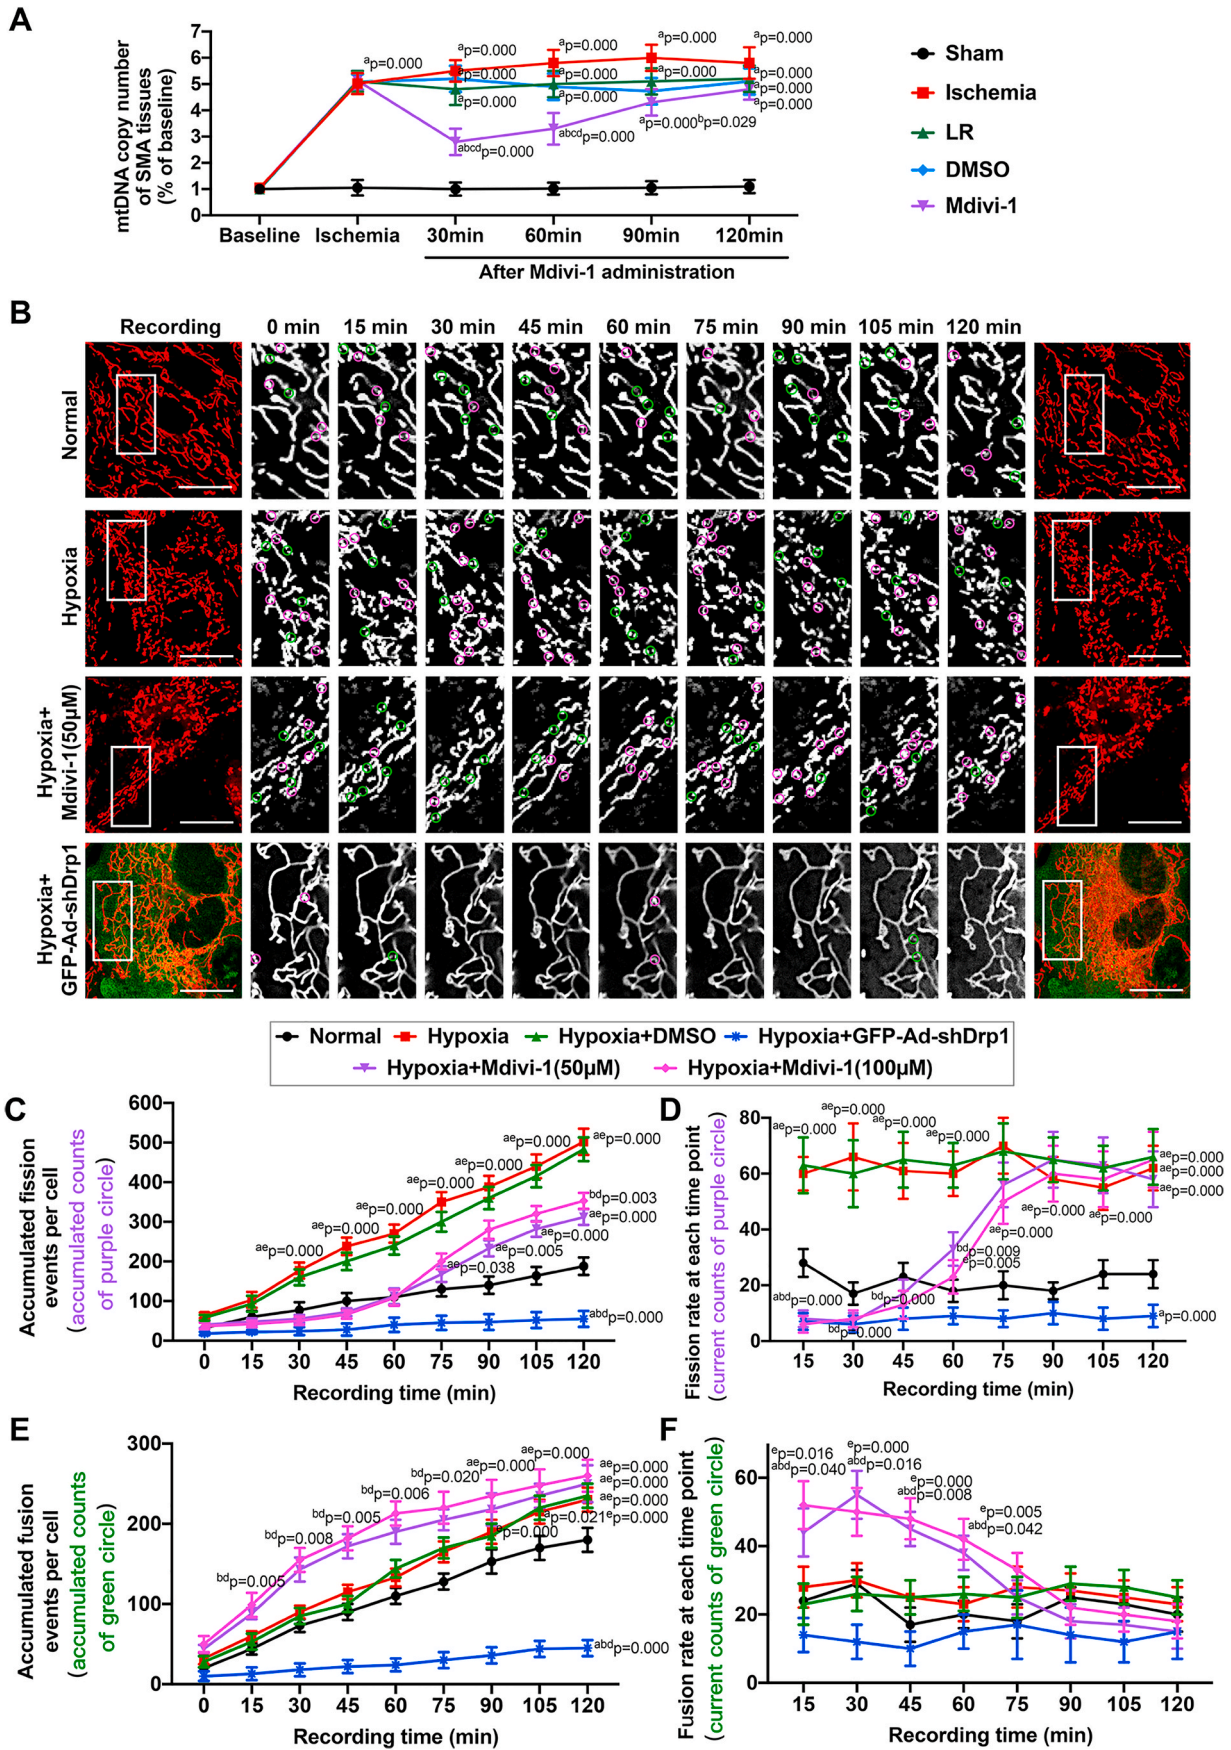 A
mtDNA copy number
of SMA tissues
(% of baseline)
7
6
5
4
3
2
1
0
ap=0.000
ap=0.000
ap=0.000
ap=0.000
ap=0.000
ap=0.000
ap=0.000
ap=0.000
ap=0.000
ap=0.000
ap=0.000
ap=0.000
ap=0.000
abcdp=0.000
abcdp=0.000
ap=0.000bp=0.029
ap=0.000
Baseline
Ischemia
30min
60min
90min
120min
After Mdivi-1 administration
Sham
Ischemia
LR
DMSO
Mdivi-1
B
Recording
0 min
15 min
30 min
45 min
60 min
75 min
90 min
105 min
120 min
Normal
Hypoxia
Hypoxia+
Mdivi-1(50μM)
Hypoxia+
GFP-Ad-shDrp1
Normal
Hypoxia
Hypoxia+DMSO
Hypoxia+GFP-Ad-shDrp1
Hypoxia+Mdivi-1(50μM)
Hypoxia+Mdivi-1(100μM)
C
Accumulated fission
events per cell
(accumulated counts
of purple circle)
600
500
400
300
200
100
0
aep=0.000
aep=0.000
aep=0.000
aep=0.000
aep=0.000
aep=0.000
aep=0.000
bdp=0.003
aep=0.000
aep=0.000
aep=0.005
aep=0.038
abdp=0.000
0 15 30 45 60 75 90 105 120
Recording time (min)
D
Fission rate at each time point
(current counts of purple circle)
80
60
40
20
0
aep=0.000
aep=0.000
aep=0.000
aep=0.000
aep=0.000
aep=0.000
aep=0.000
aep=0.000
aep=0.000
aep=0.000
bdp=0.009
aep=0.005
abdp=0.000
bdp=0.000
bdp=0.000
ap=0.000
15 30 45 60 75 90 105 120
Recording time (min)
E
Accumulated fusion
events per cell
(accumulated counts
of green circle)
300
200
100
0
bdp=0.005
bdp=0.008
bdp=0.005
bdp=0.006
bdp=0.020
aep=0.000
aep=0.000
aep=0.000
aep=0.000
aep=0.000
ap=0.021ep=0.000
ep=0.000
abdp=0.000
0 15 30 45 60 75 90 105 120
Recording time (min)
F
Fusion rate at each time point
(current counts of green circle)
60
40
20
0
ep=0.016
abdp=0.040
ep=0.000
abdp=0.016
ep=0.000
abdp=0.008
ep=0.005
abdp=0.042
15 30 45 60 75 90 105 120
Recording time (min)